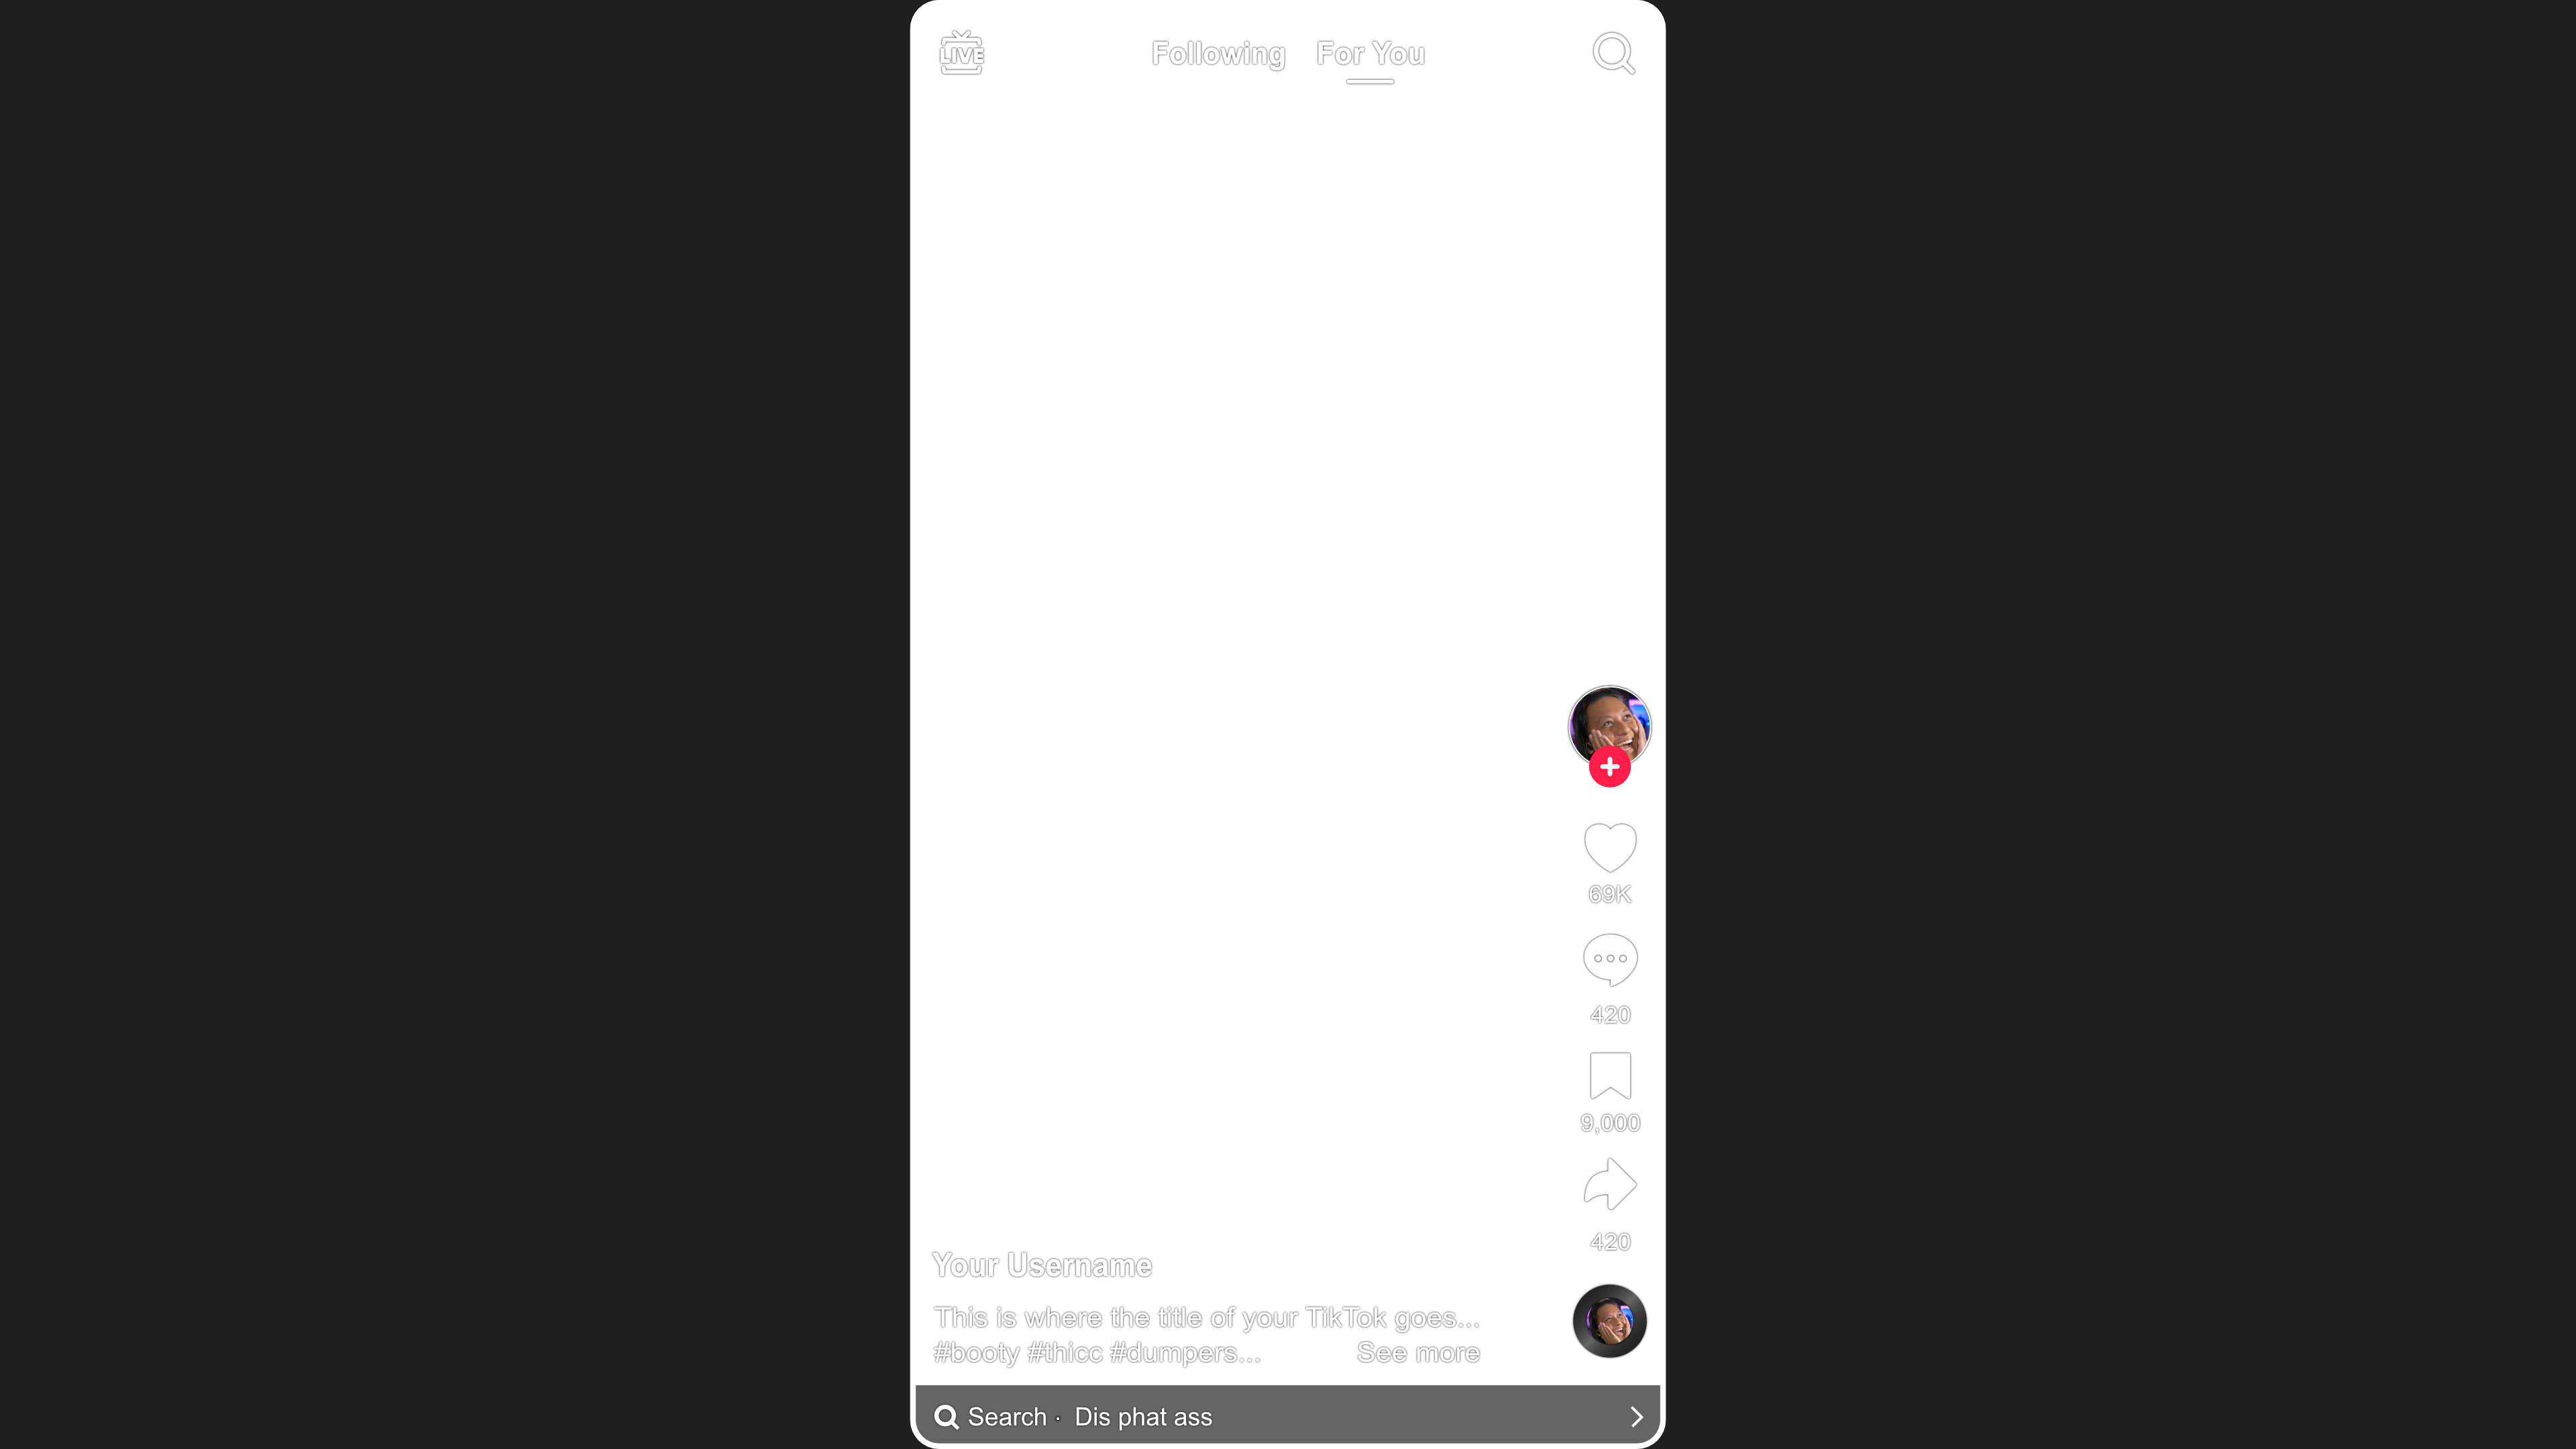 LIVE
Following For You
69K
420
9,000
420
Your Username
This is where the title of your TikTok goes...
#booty #thicc #dumpers... See more
Search · Dis phat ass